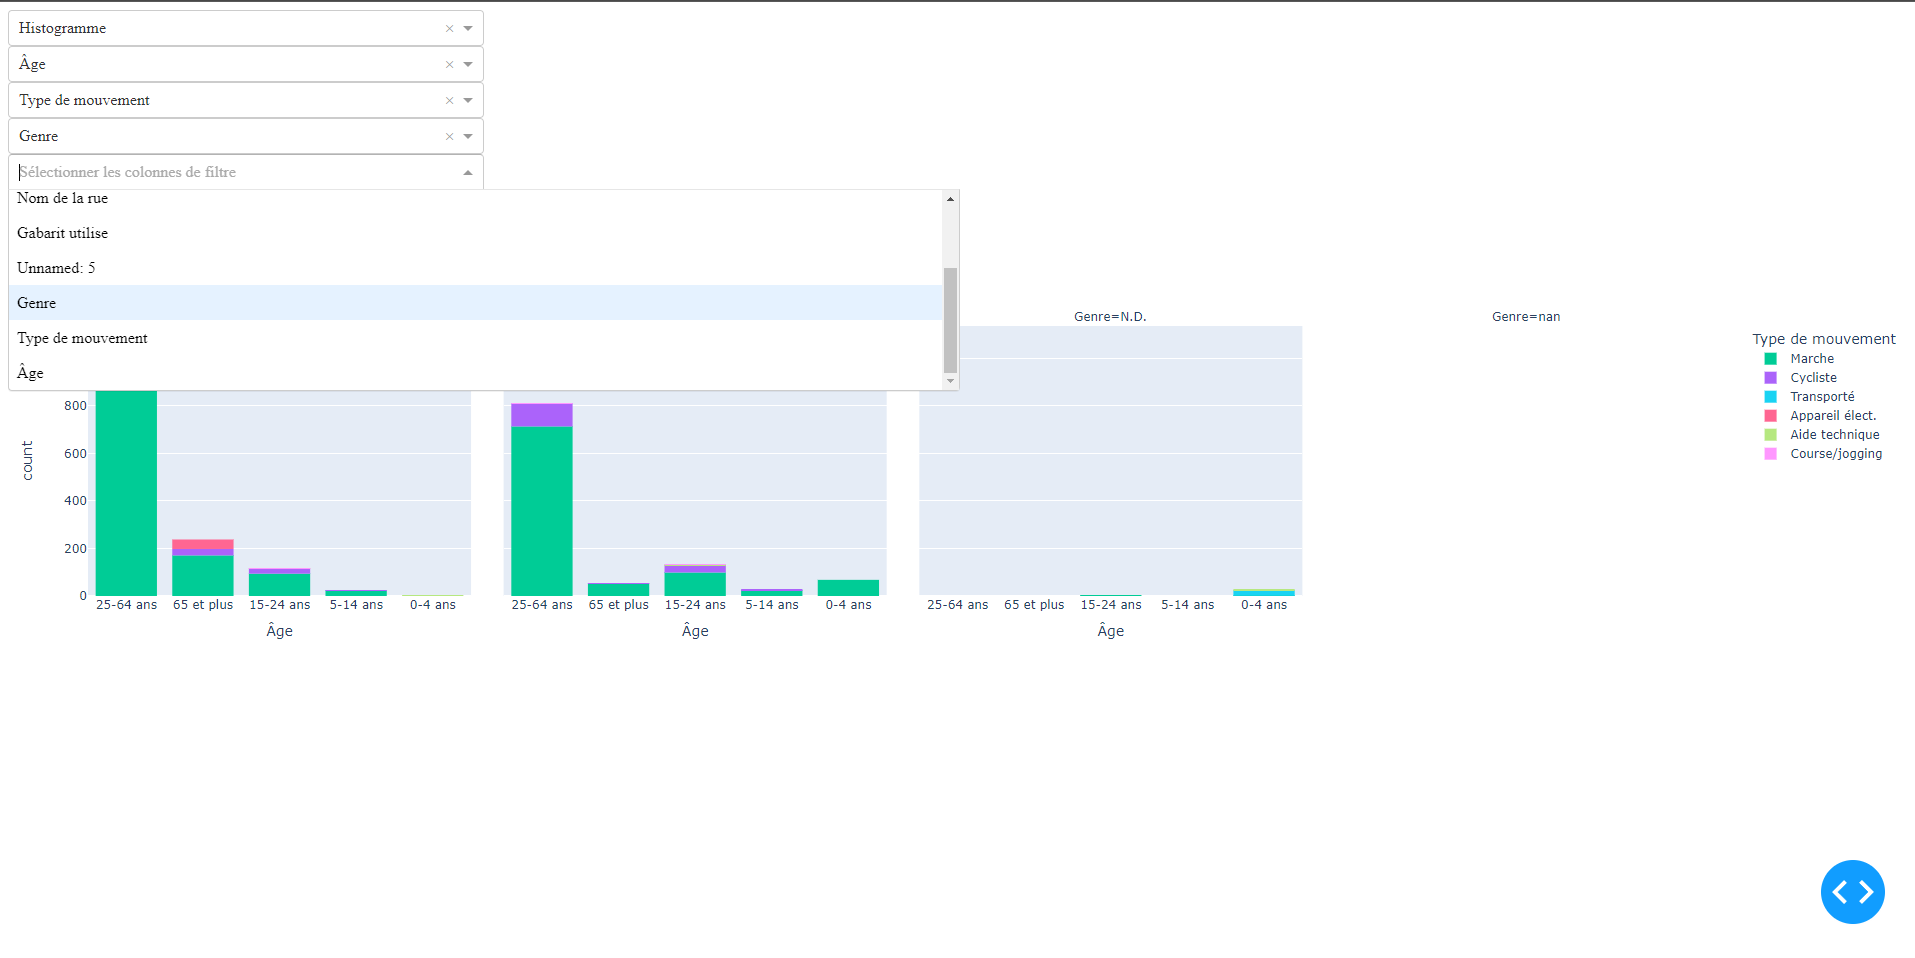 Histogramme
Âge
Type de mouvement
Genre
Sélectionner les colonnes de filtre
Nom de la rue
Gabarit utilise
Unnamed: 5
Genre
Type de mouvement
Âge
Genre=N.D.
Genre=nan
Type de mouvement
Marche
Cycliste
Transporté
Appareil élect.
Aide technique
Course/jogging
count
800
600
400
200
0
25-64 ans 65 et plus 15-24 ans 5-14 ans 0-4 ans
25-64 ans 65 et plus 15-24 ans 5-14 ans 0-4 ans
25-64 ans 65 et plus 15-24 ans 5-14 ans 0-4 ans
Âge
Âge
Âge